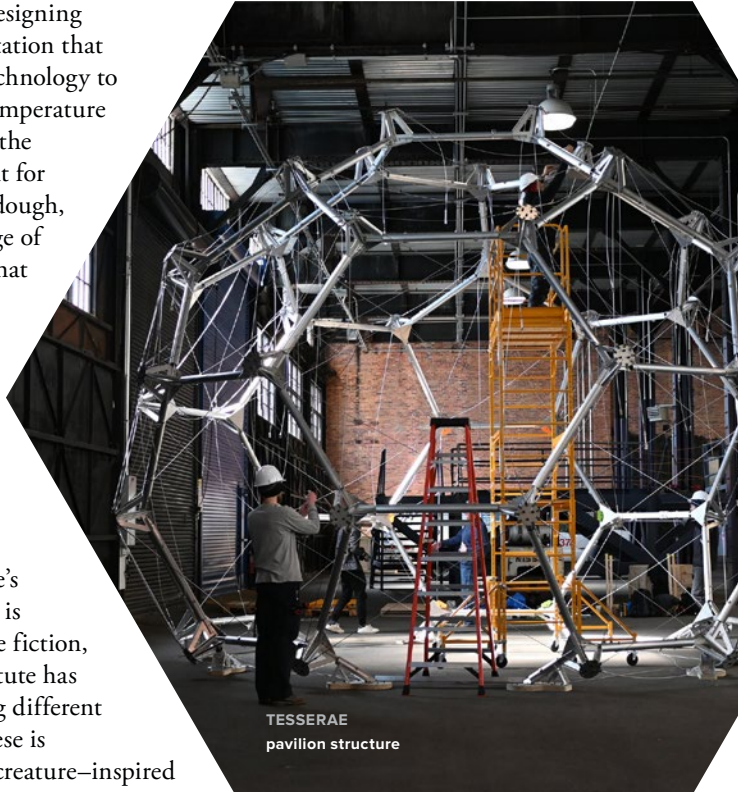 esigning
tation that
chnology to
mperature
the
t for
dough,
ge of
hat
e’s
is
e fiction,
tute has
g different
ese is
creature–inspired
TESSERAE
pavilion structure